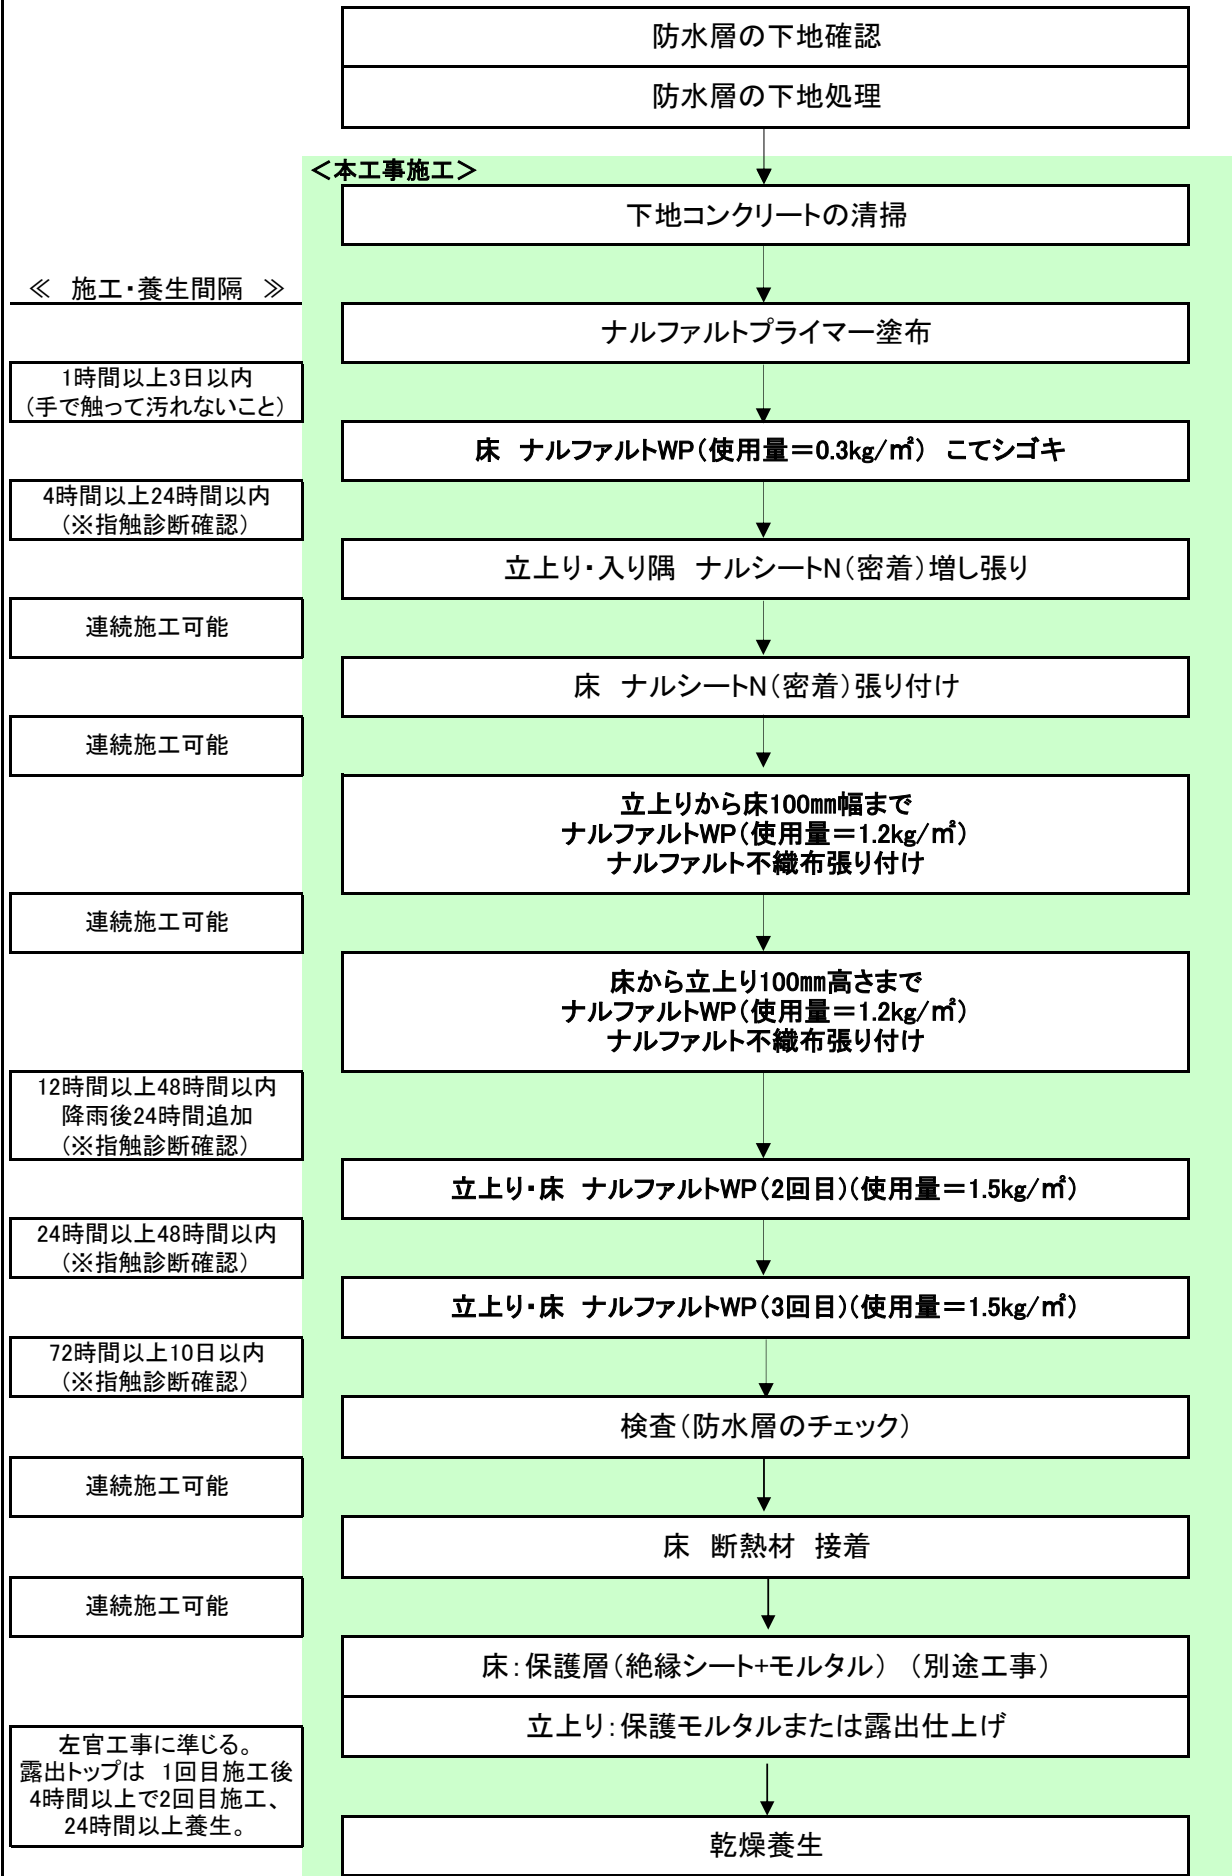 防水層の下地確認
防水層の下地処理
＜本工事施工＞
下地コンクリートの清掃
≪　施工・養生間隔　≫
ナルファルトプライマー塗布
1時間以上3日以内
（手で触って汚れないこと）
床　ナルファルトWP（使用量＝0.3kg/㎡）　こてシゴキ
4時間以上24時間以内
（※指触診断確認）
立上り・入り隅　ナルシートN（密着）増し張り
連続施工可能
床　ナルシートN（密着）張り付け
連続施工可能
立上りから床100㎜幅まで
ナルファルトWP（使用量＝1.2kg/㎡）
ナルファルト不織布張り付け
連続施工可能
床から立上り100㎜高さまで
ナルファルトWP（使用量＝1.2kg/㎡）
ナルファルト不織布張り付け
12時間以上48時間以内
降雨後24時間追加
（※指触診断確認）
立上り・床　ナルファルトWP（2回目）（使用量＝1.5kg/㎡）
24時間以上48時間以内
（※指触診断確認）
立上り・床　ナルファルトWP（3回目）（使用量＝1.5kg/㎡）
72時間以上10日以内
（※指触診断確認）
検査（防水層のチェック）
連続施工可能
床　断熱材　接着
連続施工可能
床：保護層（絶縁シート+モルタル）　（別途工事）
立上り：保護モルタルまたは露出仕上げ
左官工事に準じる。
露出トップは　1回目施工後
4時間以上で2回目施工、
24時間以上養生。
乾燥養生